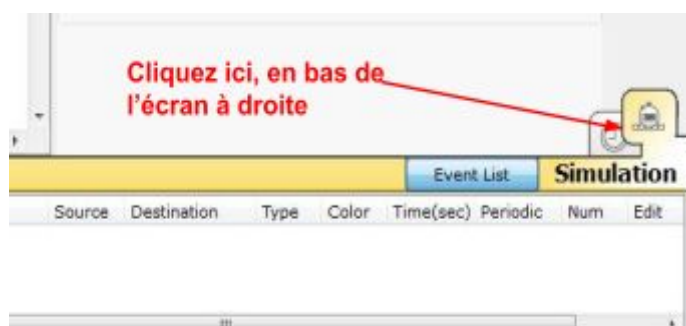 Cliquez ici, en bas de
l'écran à droite
Event List Simulation
Source Destination Type Color Time(sec) Periodic Num Edit